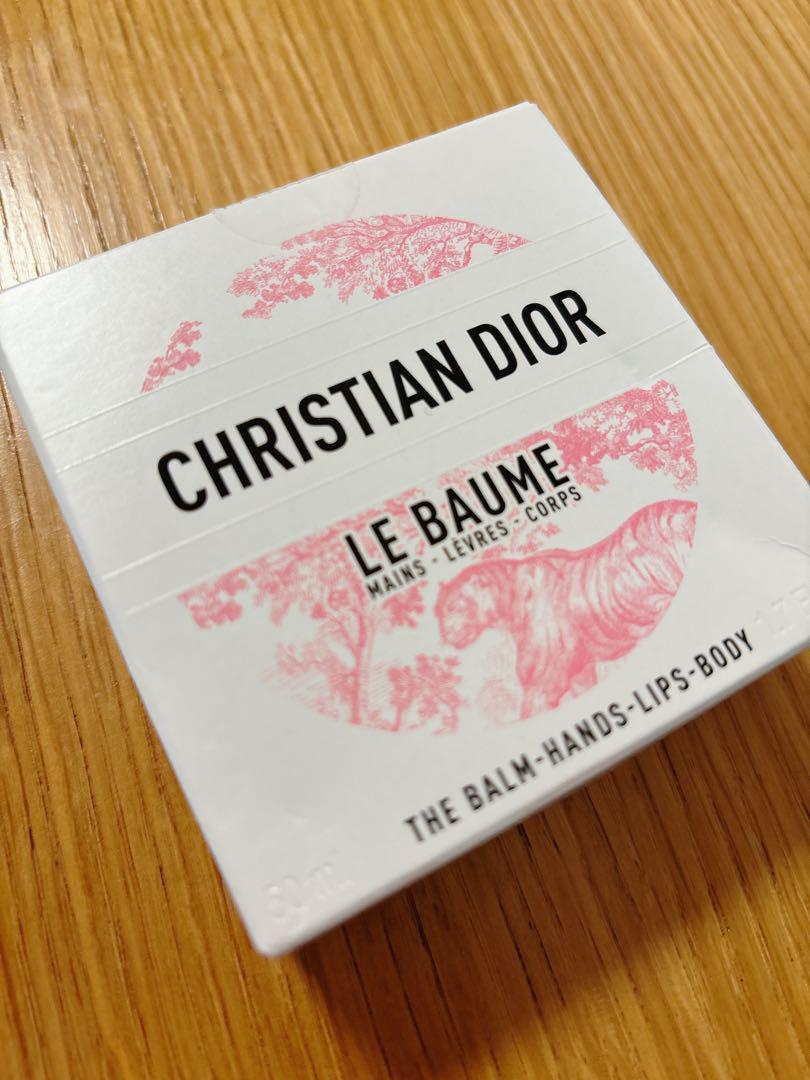 CHRISTIAN DIOR
LE BAUME
MAINS - LÈVRES - CORPS
THE BALM-HANDS-LIPS-BODY